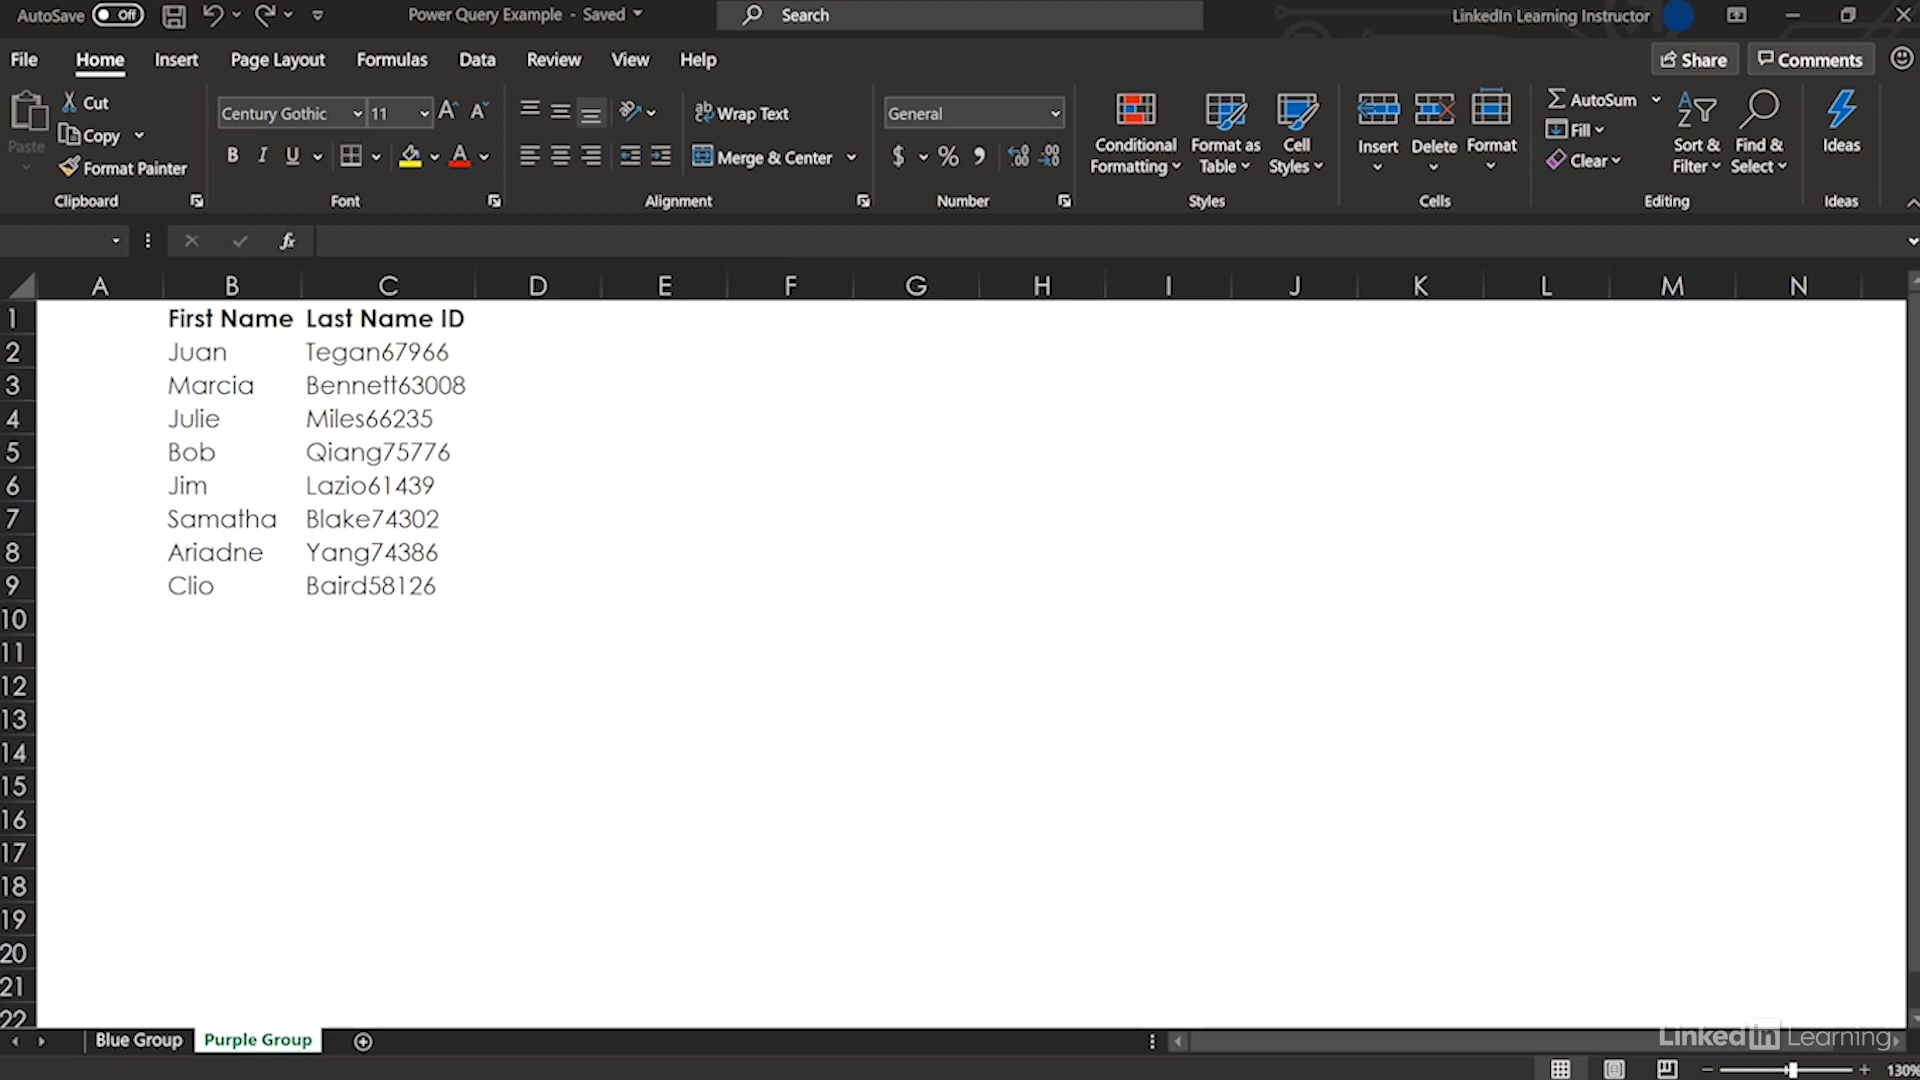 AutoSave Off Power Query Example - Saved Search LinkedIn Learning Instructor
File Home Insert Page Layout Formulas Data Review View Help Share Comments
Paste Cut Copy Format Painter
Clipboard
Century Gothic 11 A A
B I U A
Font
ab Wrap Text
Merge & Center
Alignment
General
$ % 9
Number
Conditional Formatting Format as Table Cell Styles
Styles
Insert Delete Format
Cells
AutoSum
Fill
Clear
Sort & Filter Find & Select
Editing
Ideas
Ideas
fx
A B C D E F G H I J K L M N
1 First Name Last Name ID
2 Juan Tegan67966
3 Marcia Bennett63008
4 Julie Miles66235
5 Bob Qiang75776
6 Jim Lazio61439
7 Samatha Blake74302
8 Ariadne Yang74386
9 Clio Baird58126
10
11
12
13
14
15
16
17
18
19
20
21
22
Blue Group Purple Group
LinkedIn Learning
130%